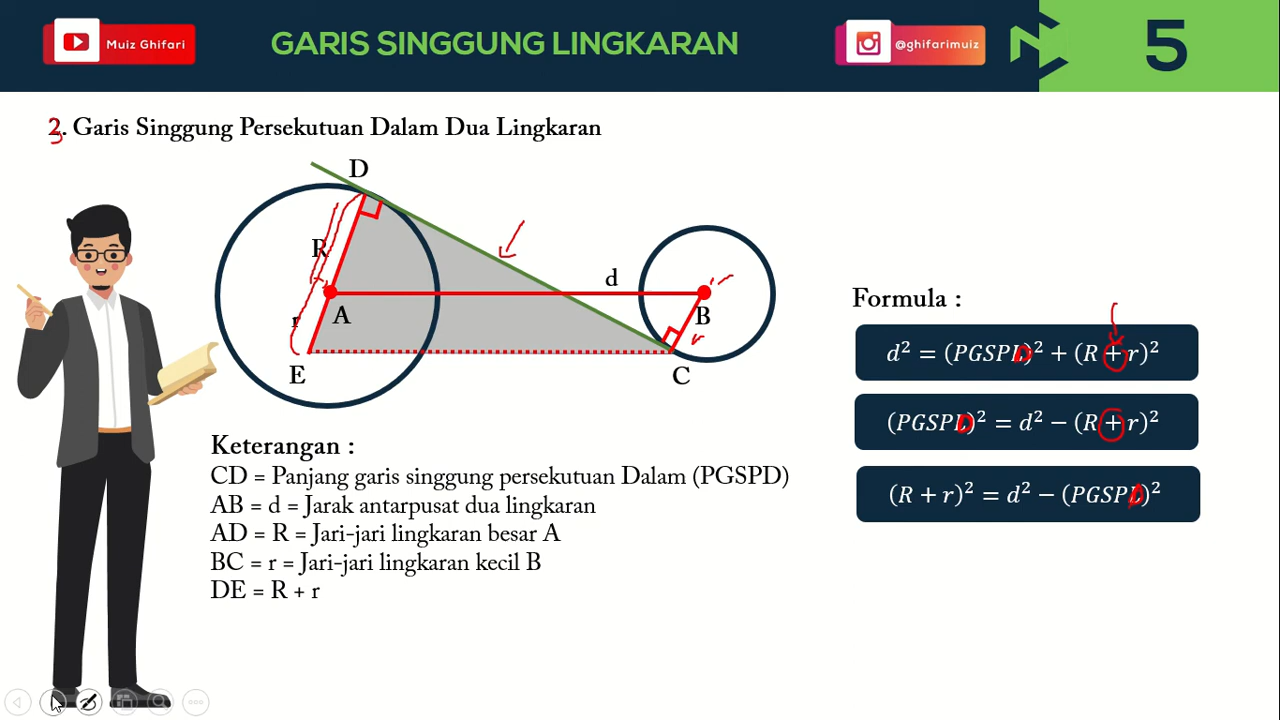 Muiz Ghifari
GARIS SINGGUNG LINGKARAN
@ghifarimuiz
5
3. Garis Singgung Persekutuan Dalam Dua Lingkaran
D
R
d
A
B
r
E
C
Formula :
d² = (PGSPD)² + (R + r)²
(PGSPD)² = d² − (R + r)²
(R + r)² = d² − (PGSPD)²
Keterangan :
CD = Panjang garis singgung persekutuan Dalam (PGSPD)
AB = d = Jarak antarpusat dua lingkaran
AD = R = Jari-jari lingkaran besar A
BC = r = Jari-jari lingkaran kecil B
DE = R + r